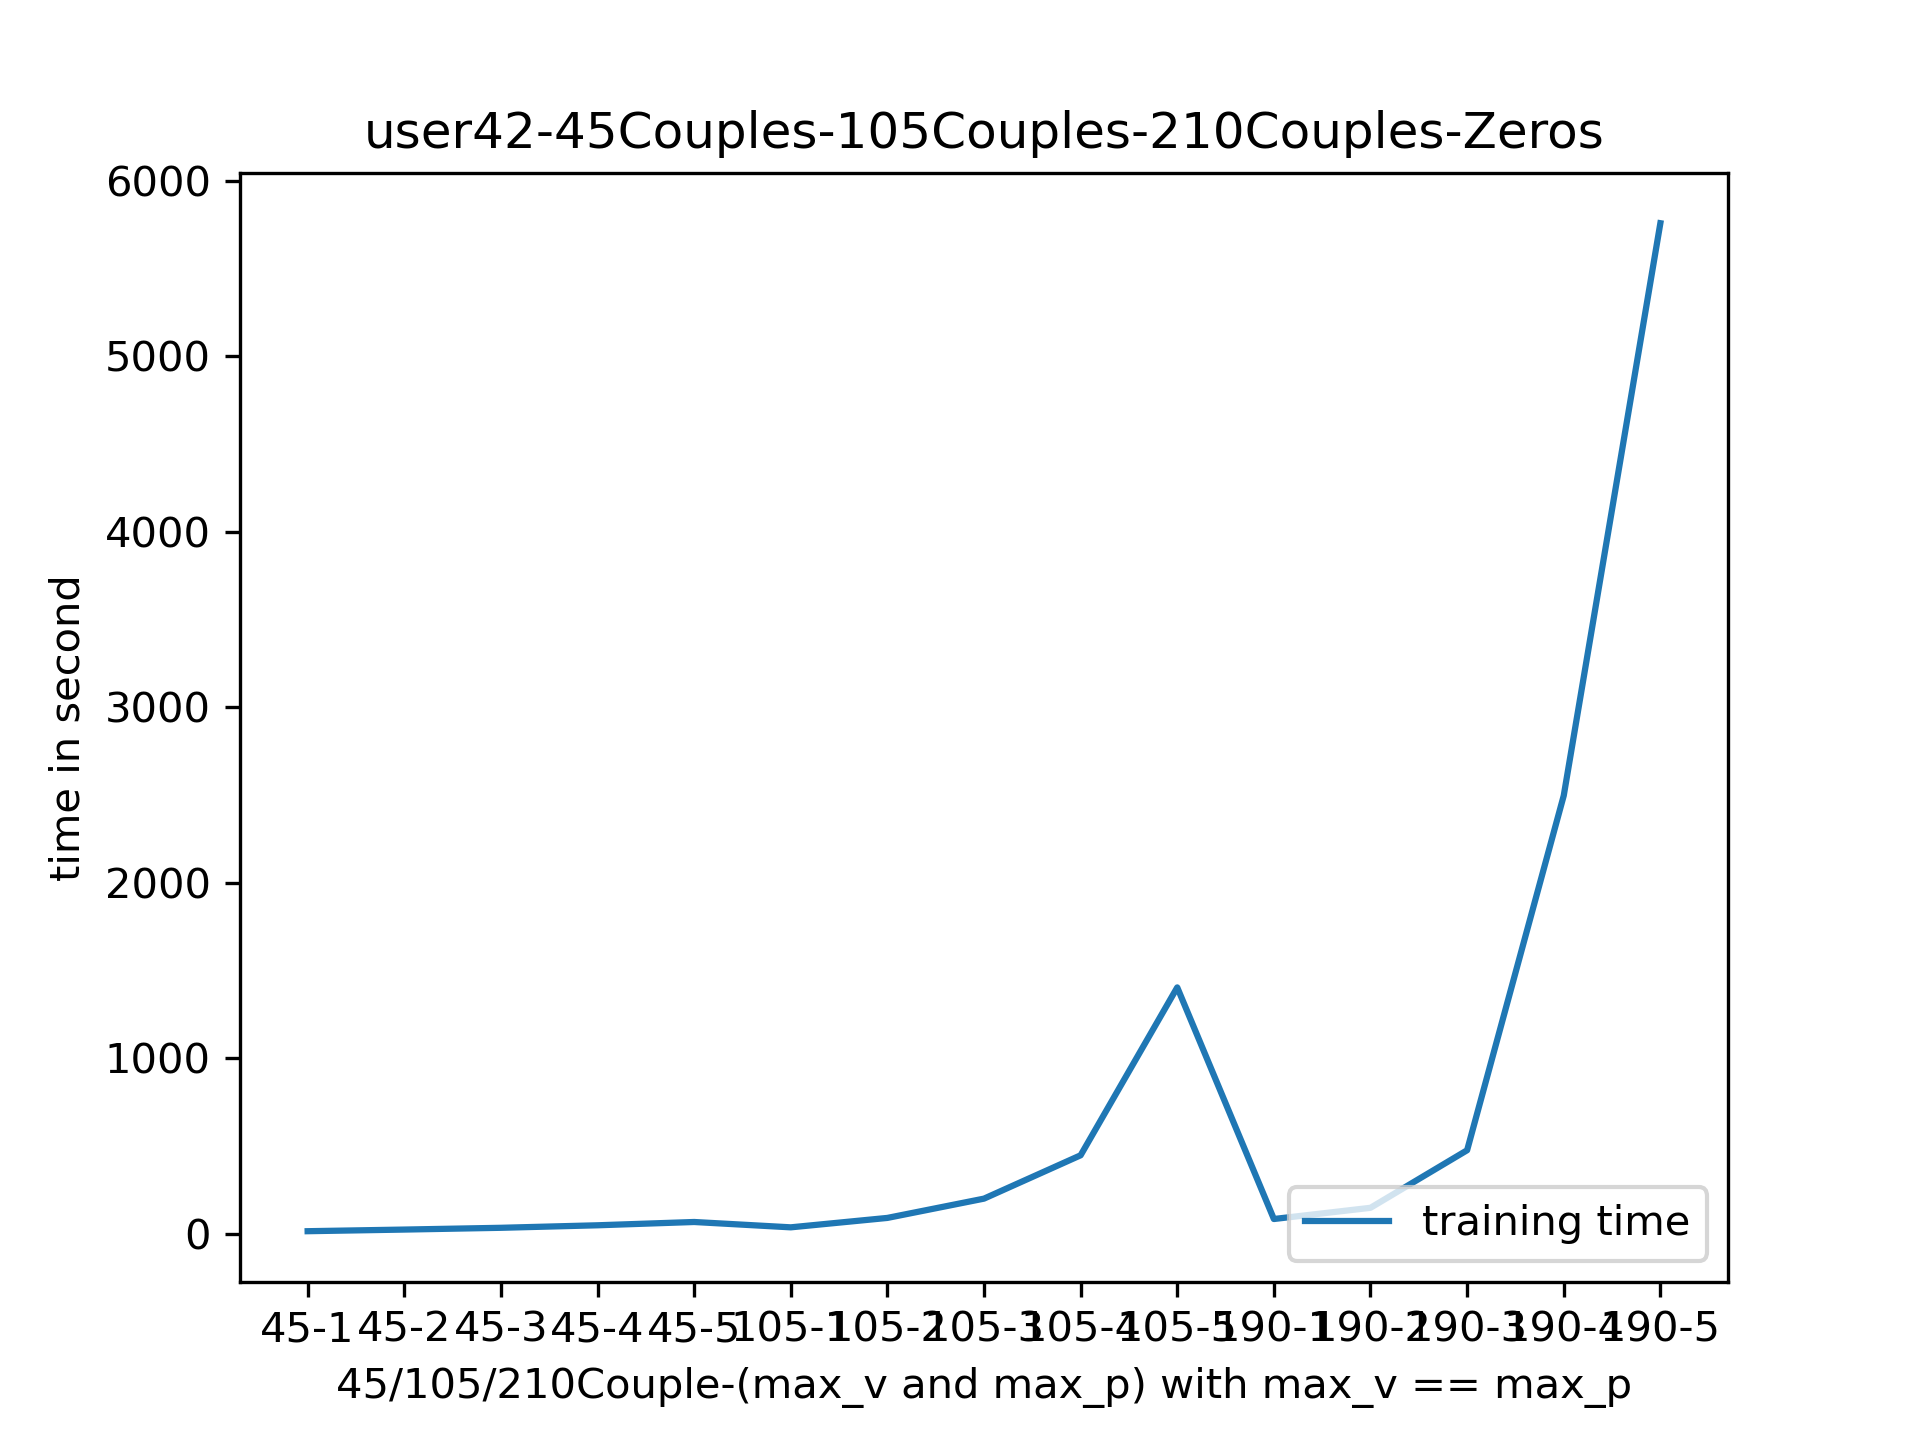 user42-45Couples-105Couples-210Couples-Zeros
6000
5000
4000
3000
2000
1000
0
time in second
training time
45-1 45-2 45-3 45-4 45-5 105-1 105-2 105-3 105-4 105-5 190-1 190-2 190-3 190-4 190-5
45/105/210Couple-(max_v and max_p) with max_v == max_p